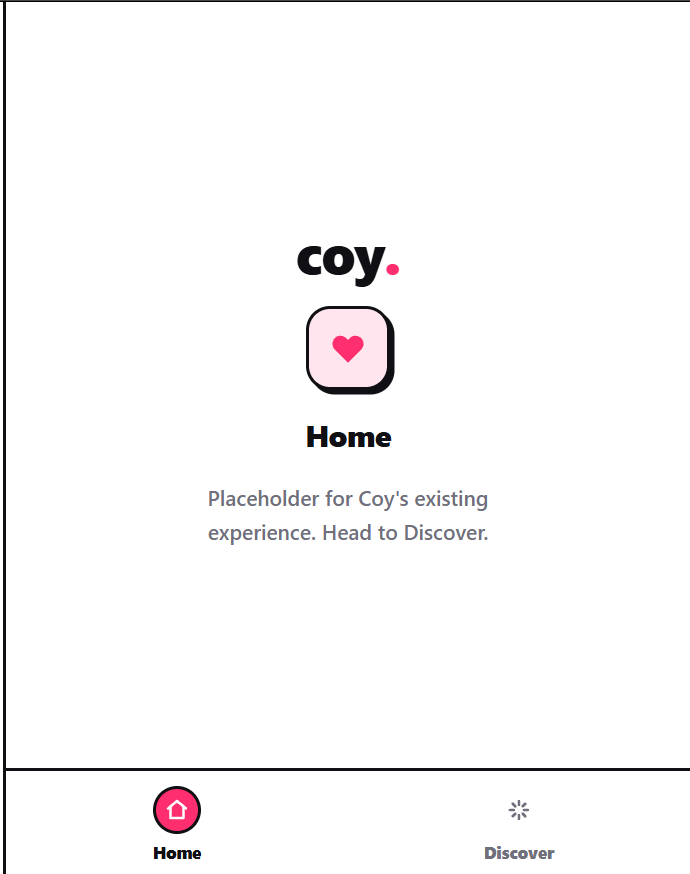 coy.
Home
Placeholder for Coy's existing
experience. Head to Discover.
Home
Discover